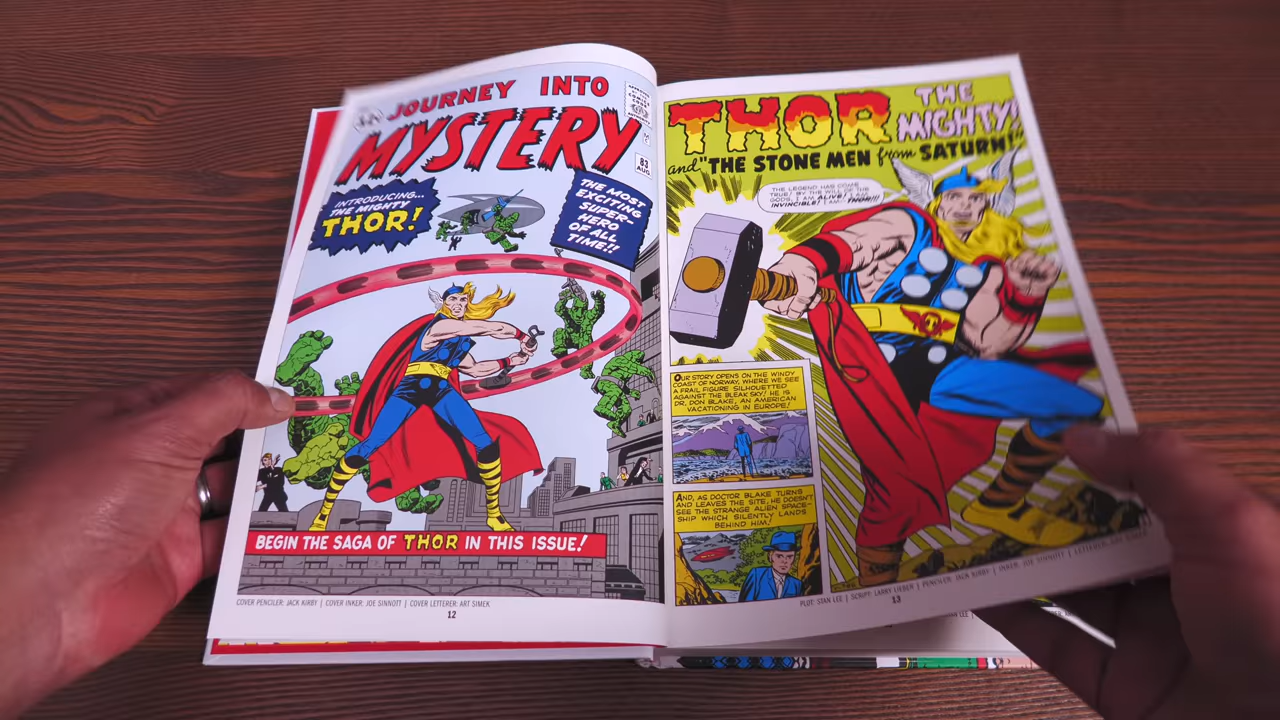 JOURNEY INTO
MYSTERY
83
AUG
INTRODUCING...
THE MIGHTY
THOR!
THE MOST
EXCITING
SUPER-
HERO
OF ALL
TIME!!
BEGIN THE SAGA OF THOR IN THIS ISSUE!
COVER PENCILER: JACK KIRBY | COVER INKER: JOE SINNOTT | COVER LETTERER: ART SIMEK
12
THOR THE
MIGHTY!
and "THE STONE MEN from SATURN!"
THE LEGEND HAS COME
TRUE! BY THE WILL OF THE
GODS, I AM ALIVE! I AM
INVINCIBLE! I AM-- THOR!!!
OUR STORY OPENS ON THE WINDY
COAST OF NORWAY, WHERE WE SEE
A FRAIL FIGURE SILHOUETTED
AGAINST THE BLEAK SKY! HE IS
DR. DON BLAKE, AN AMERICAN
VACATIONING IN EUROPE!
AND, AS DOCTOR BLAKE TURNS
AND LEAVES THE SITE, HE DOESN'T
SEE THE STRANGE ALIEN SPACE-
SHIP WHICH SILENTLY LANDS
BEHIND HIM!
PLOT: STAN LEE | SCRIPT: LARRY LIEBER | PENCILER: JACK KIRBY | INKER: JOE SINNOTT | LETTERER: ART SIMEK
13